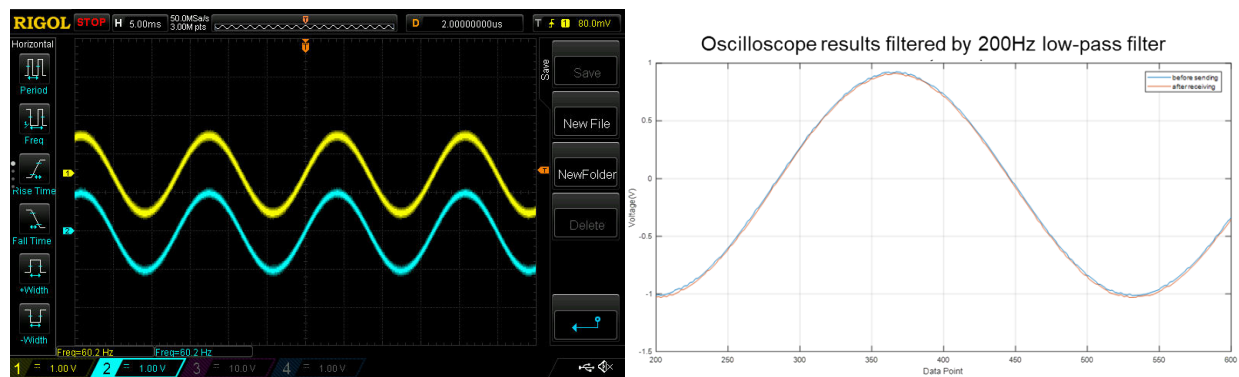 RIGOL STOP H 5.00ms 50.0MSa/s 3.00M pts D 2.00000000us T 1 80.0mV
Horizontal
Period
Freq
Rise Time
Fall Time
+Width
-Width
T
1
2
T
Save
Save
New File
NewFolder
Delete
Freq=60.2 Hz Freq=60.2 Hz
1 = 1.00 V 2 = 1.00 V 3 = 10.0 V 4 = 1.00 V
Oscilloscope results filtered by 200Hz low-pass filter
before sending
after receiving
Voltage(V)
1
0.5
0
-0.5
-1
-1.5
200 250 300 350 400 450 500 550 600
Data Point